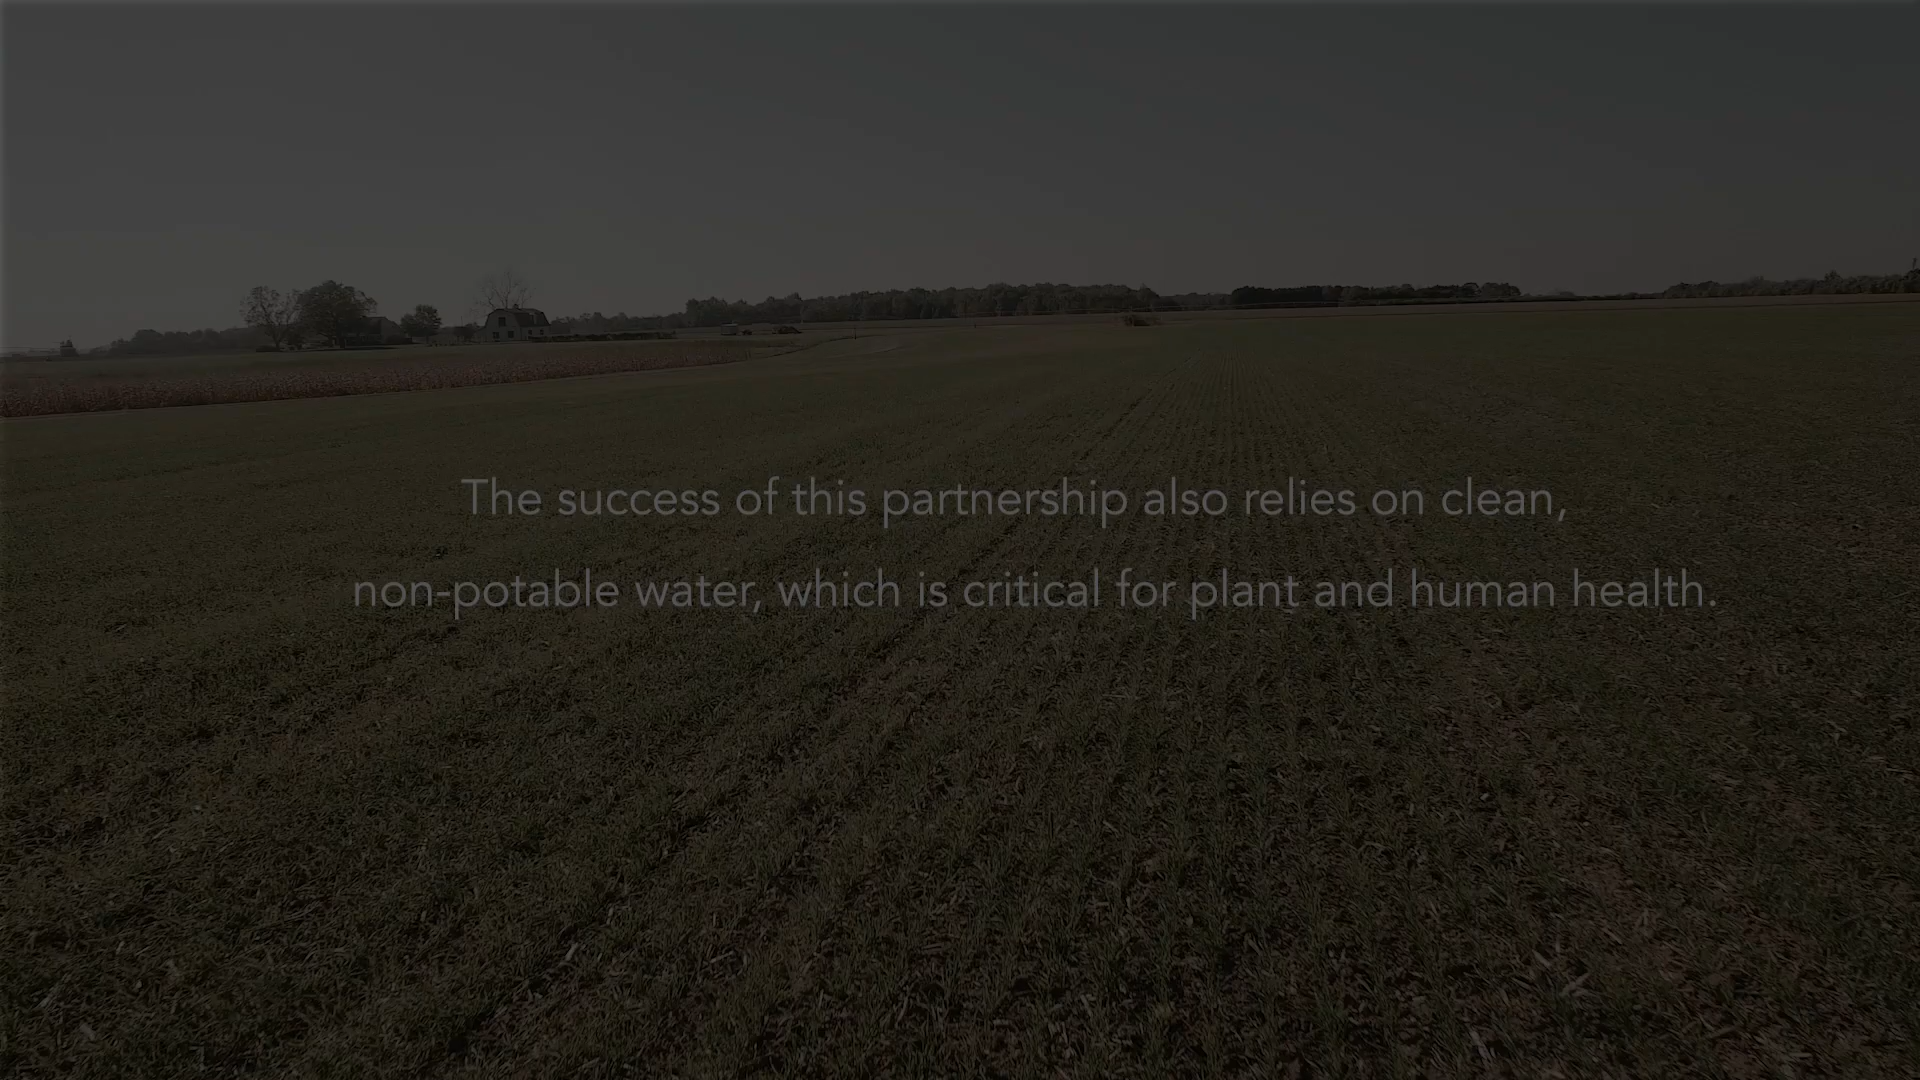 The success of this partnership also relies on clean,
non-potable water, which is critical for plant and human health.